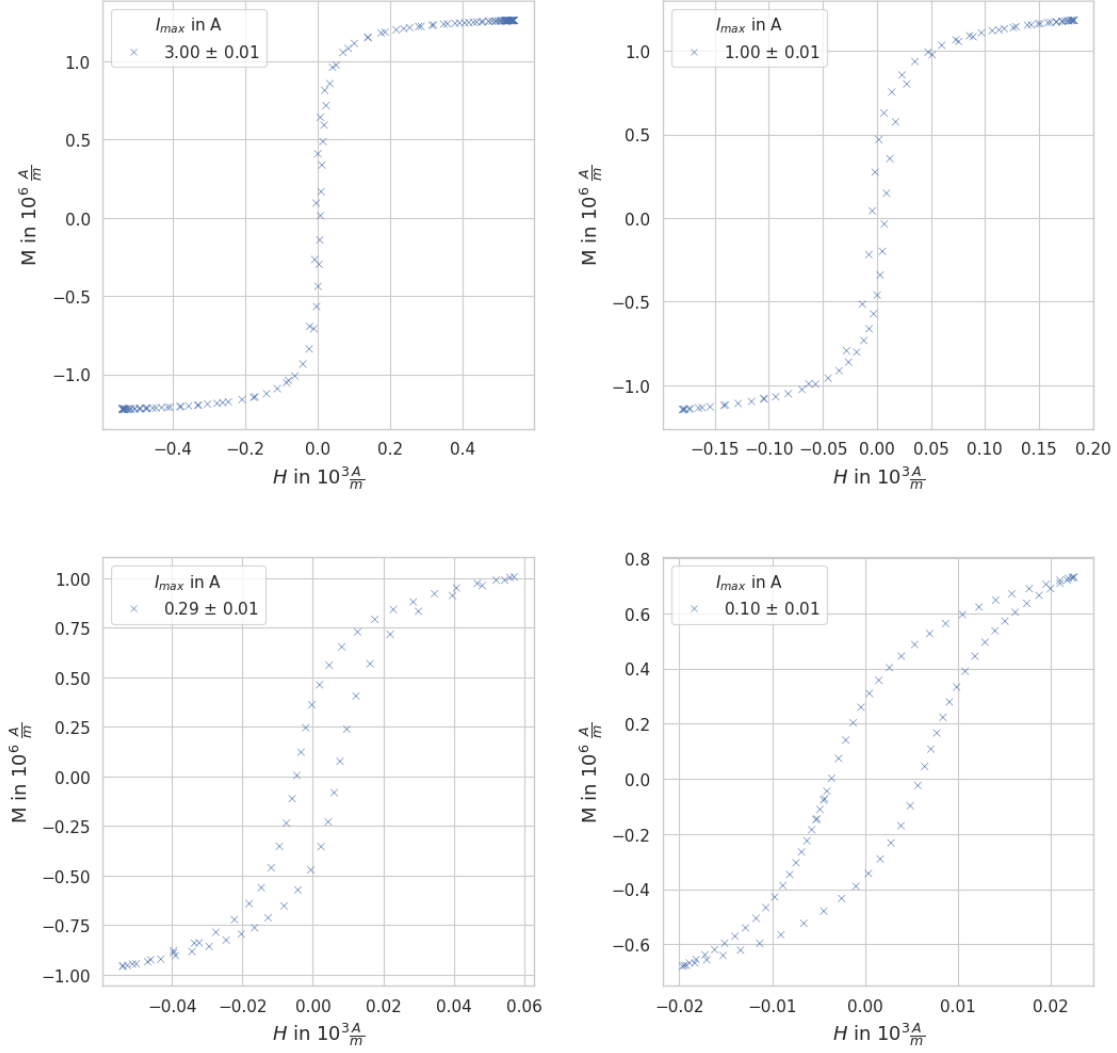 I_max in A
3.00 ± 0.01
1.0
0.5
0.0
−0.5
−1.0
M in 10^6 A/m
−0.4 −0.2 0.0 0.2 0.4
H in 10^3 A/m
I_max in A
1.00 ± 0.01
1.0
0.5
0.0
−0.5
−1.0
M in 10^6 A/m
−0.15 −0.10 −0.05 0.00 0.05 0.10 0.15 0.20
H in 10^3 A/m
I_max in A
0.29 ± 0.01
1.00
0.75
0.50
0.25
0.00
−0.25
−0.50
−0.75
−1.00
M in 10^6 A/m
−0.04 −0.02 0.00 0.02 0.04 0.06
H in 10^3 A/m
I_max in A
0.10 ± 0.01
0.8
0.6
0.4
0.2
0.0
−0.2
−0.4
−0.6
M in 10^6 A/m
−0.02 −0.01 0.00 0.01 0.02
H in 10^3 A/m